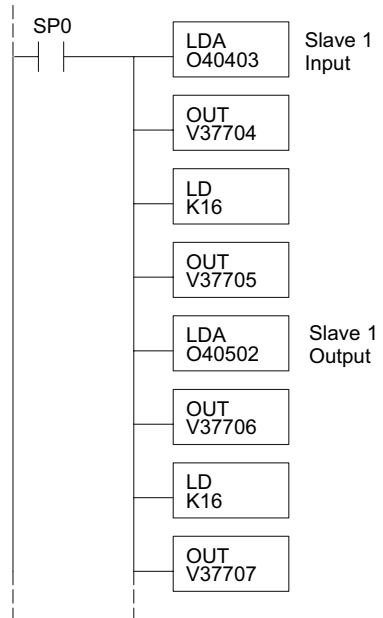 SP0
LDA
O40403
Slave 1
Input
OUT
V37704
LD
K16
OUT
V37705
LDA
O40502
Slave 1
Output
OUT
V37706
LD
K16
OUT
V37707